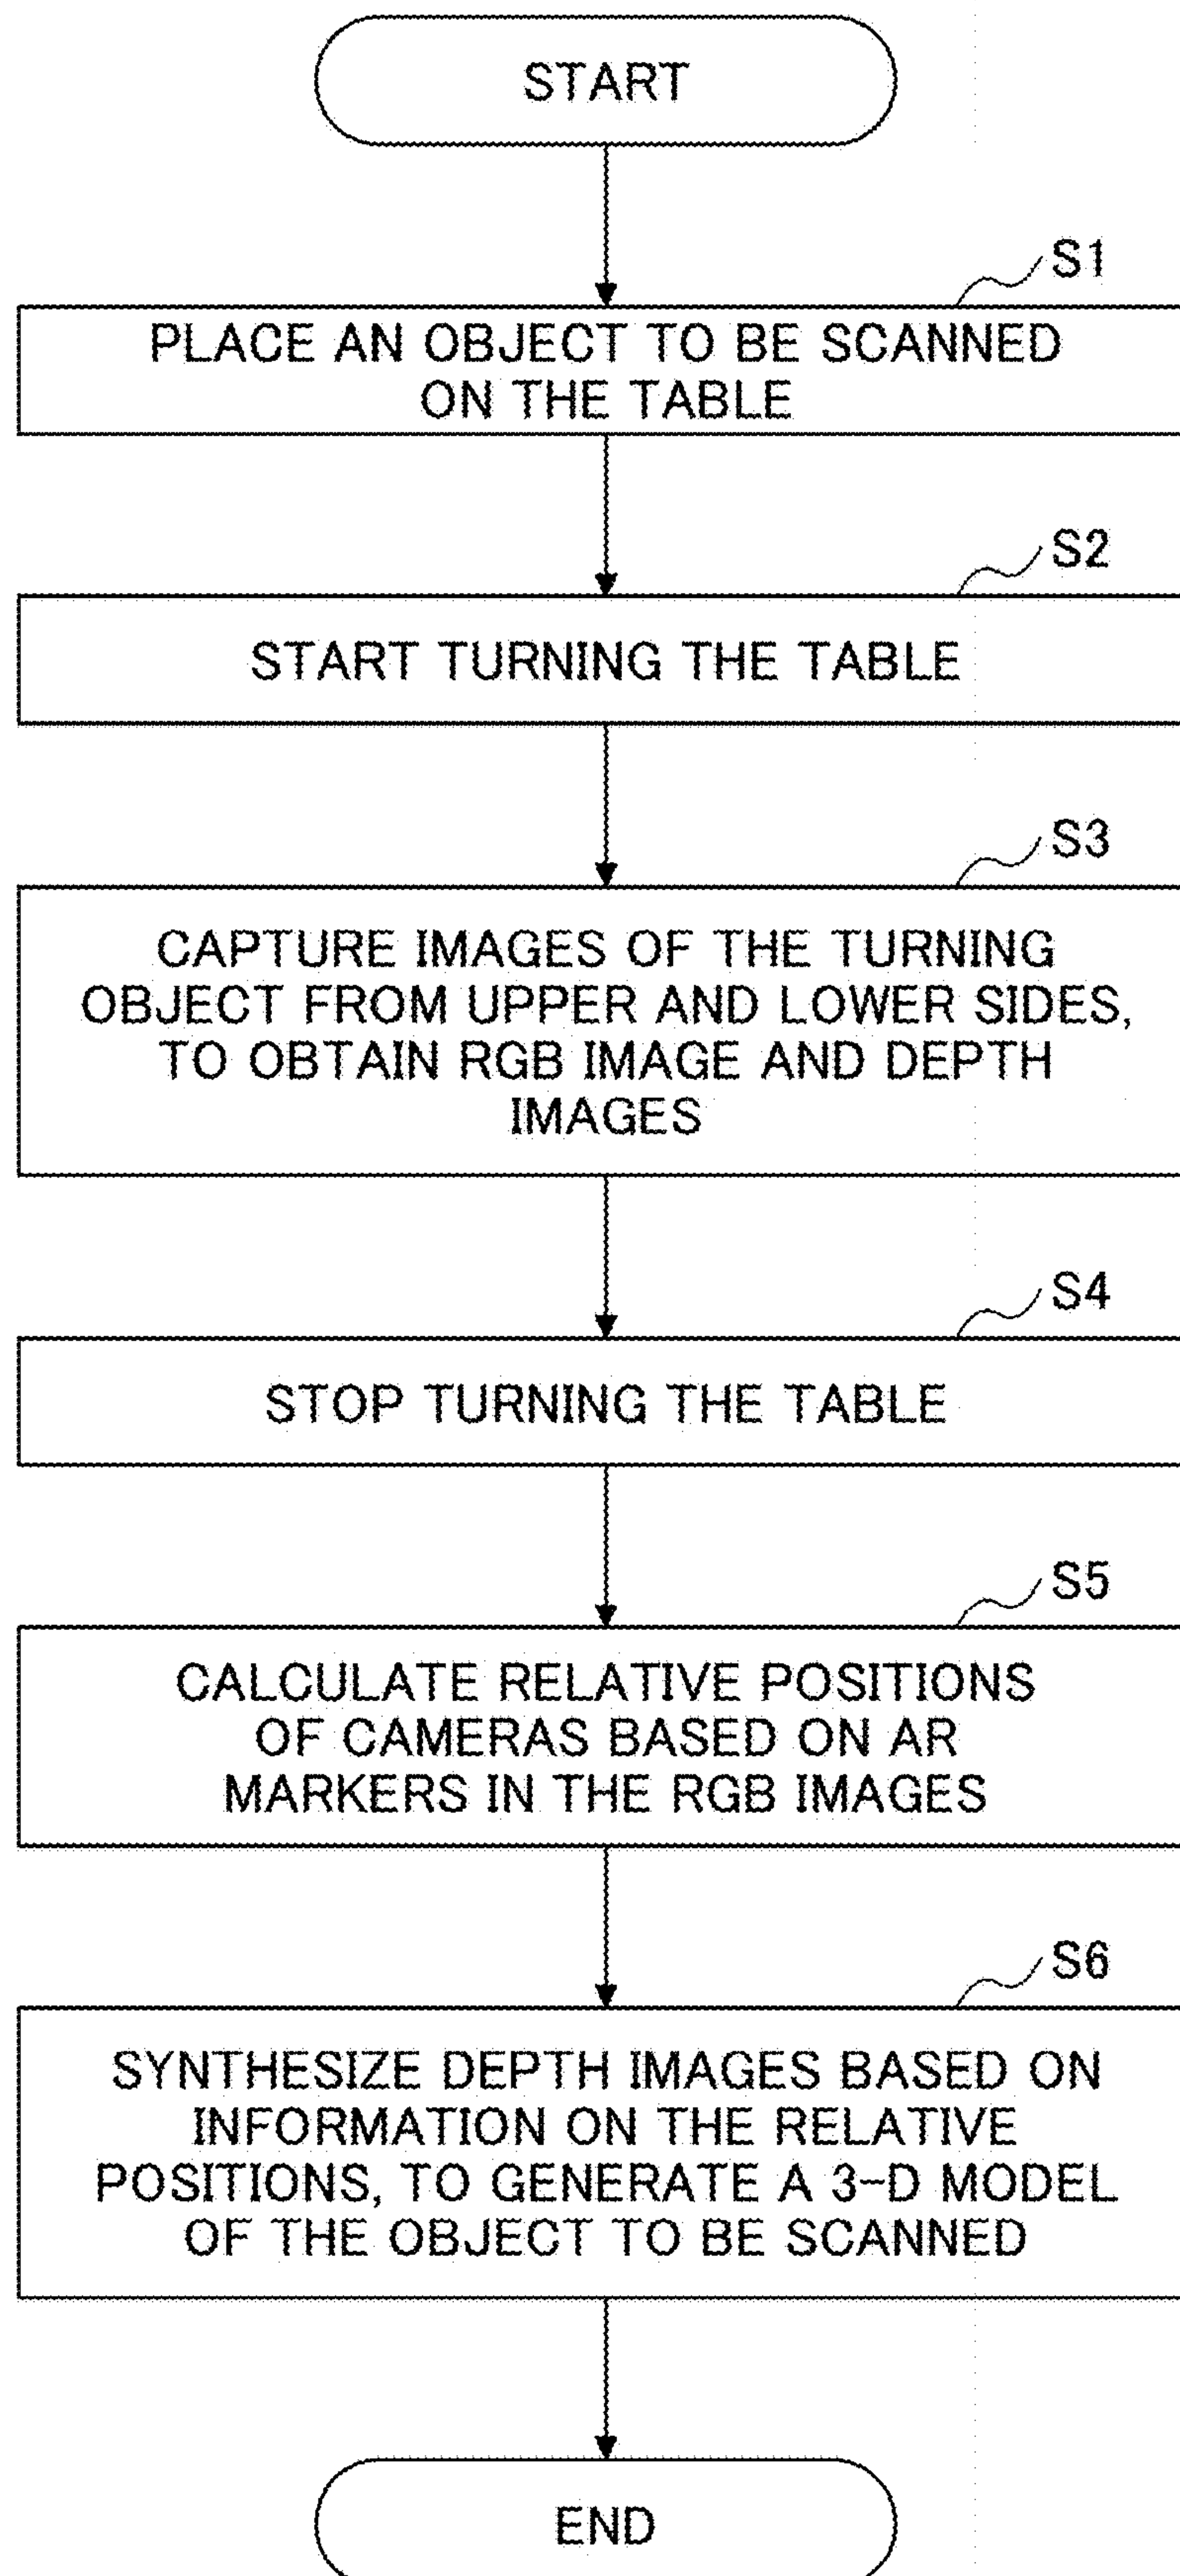 START
S1
PLACE AN OBJECT TO BE SCANNED
ON THE TABLE
S2
START TURNING THE TABLE
S3
CAPTURE IMAGES OF THE TURNING
OBJECT FROM UPPER AND LOWER SIDES,
TO OBTAIN RGB IMAGE AND DEPTH
IMAGES
S4
STOP TURNING THE TABLE
S5
CALCULATE RELATIVE POSITIONS
OF CAMERAS BASED ON AR
MARKERS IN THE RGB IMAGES
S6
SYNTHESIZE DEPTH IMAGES BASED ON
INFORMATION ON THE RELATIVE
POSITIONS, TO GENERATE A 3-D MODEL
OF THE OBJECT TO BE SCANNED
END